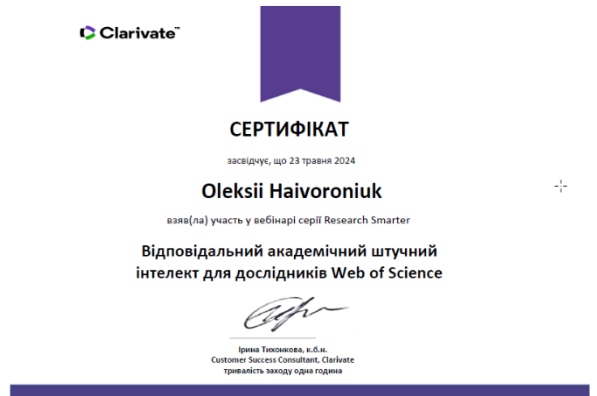 Clarivate™
СЕРТИФІКАТ
засвідчує, що 23 травня 2024
Oleksii Haivoroniuk
взяв(ла) участь у вебінарі серії Research Smarter
Відповідальний академічний штучний
інтелект для дослідників Web of Science
Ірина Тихонкова, к.б.н.
Customer Success Consultant, Clarivate
тривалість заходу одна година